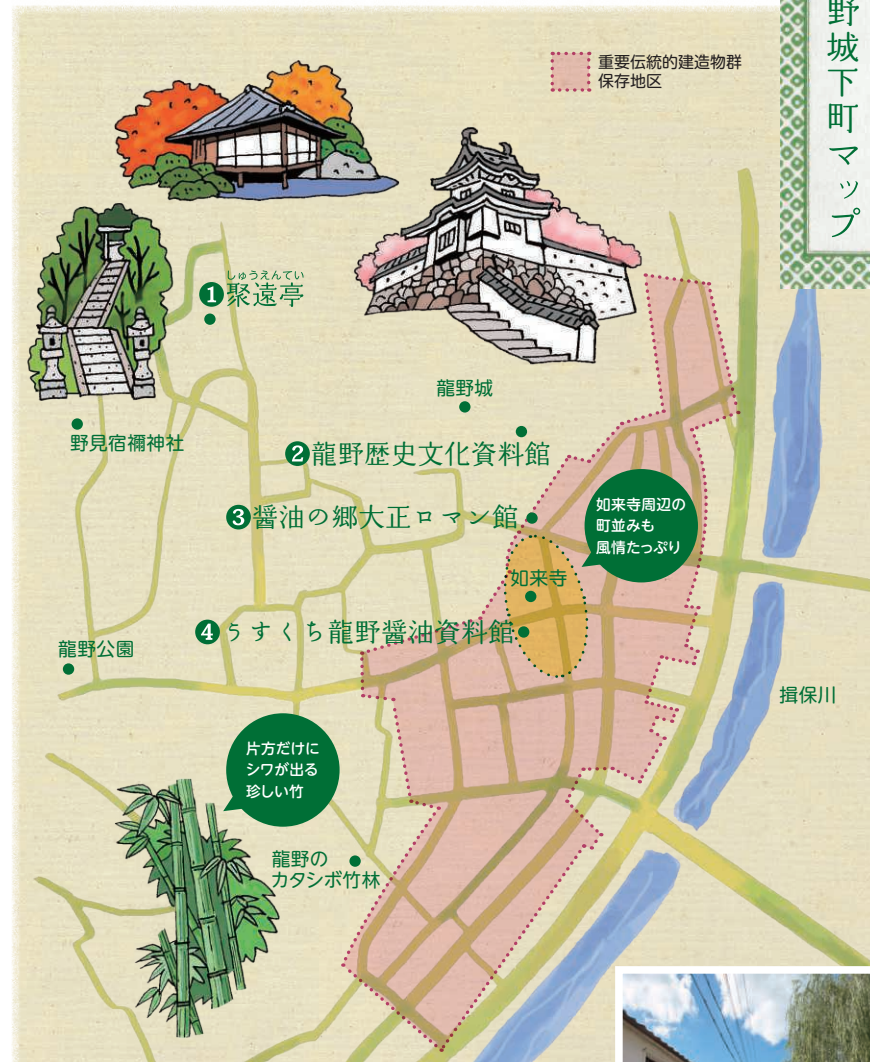 野城下町マップ
重要伝統的建造物群
保存地区
しゅうえんてい
❶聚遠亭
龍野城
野見宿禰神社
❷龍野歴史文化資料館
❸醤油の郷大正ロマン館
如来寺周辺の
町並みも
風情たっぷり
如来寺
❹うすくち龍野醤油資料館
龍野公園
揖保川
片方だけに
シワが出る
珍しい竹
龍野の
カタシボ竹林